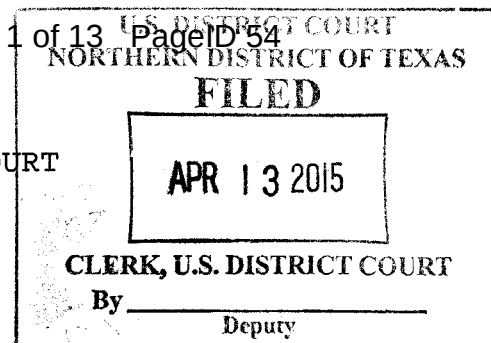 U.S. DISTRICT COURT
1 of 13 PageID 54
NORTHERN DISTRICT OF TEXAS
FILED
URT
APR 13 2015
CLERK, U.S. DISTRICT COURT
By
Deputy